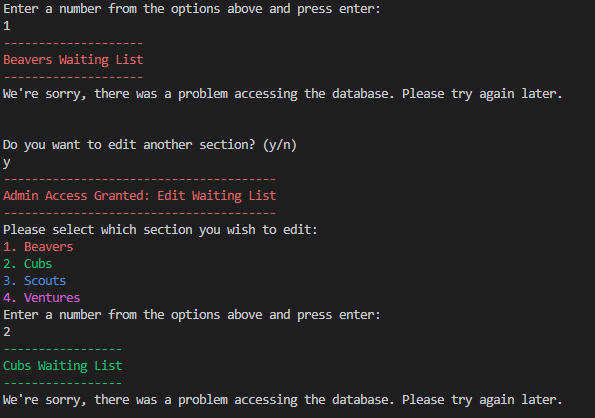 Enter a number from the options above and press enter:
1
--------------------
Beavers Waiting List
--------------------
We're sorry, there was a problem accessing the database. Please try again later.
Do you want to edit another section? (y/n)
y
---------------------------------------
Admin Access Granted: Edit Waiting List
---------------------------------------
Please select which section you wish to edit:
1. Beavers
2. Cubs
3. Scouts
4. Ventures
Enter a number from the options above and press enter:
2
-----------------
Cubs Waiting List
-----------------
We're sorry, there was a problem accessing the database. Please try again later.